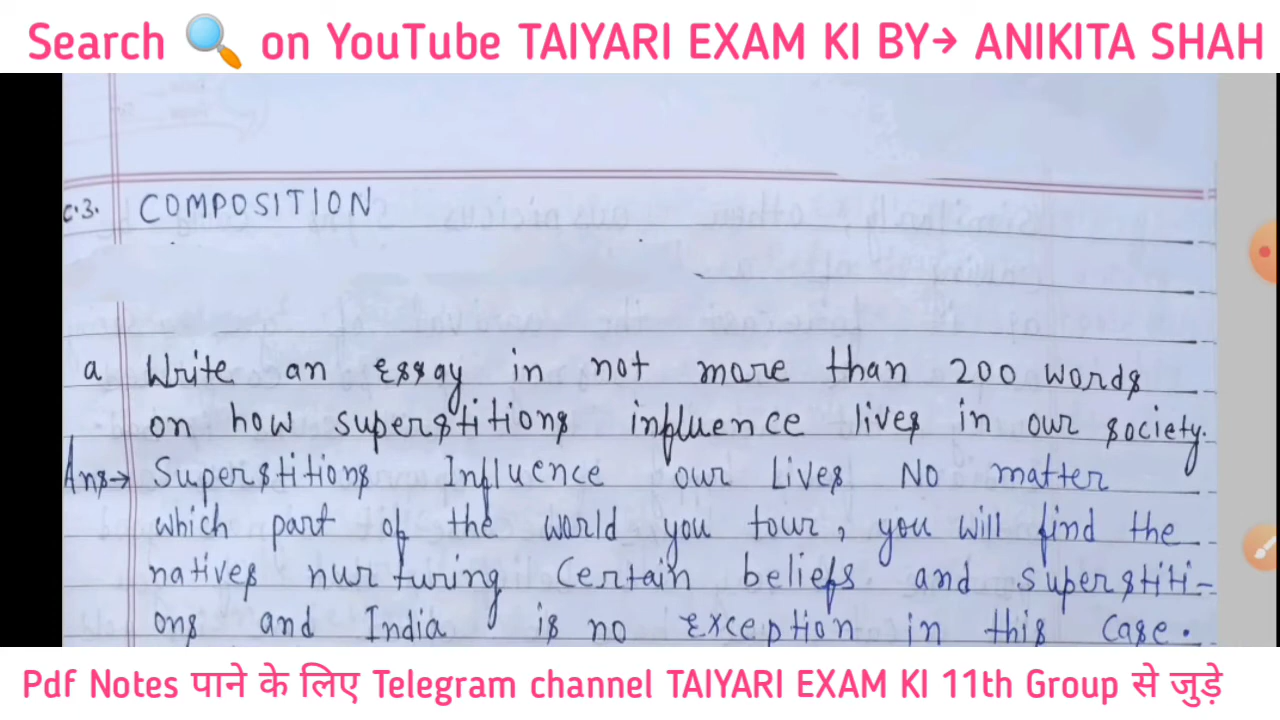 Search 🔍 on YouTube TAIYARI EXAM KI BY→ ANIKITA SHAH
C.3. COMPOSITION
a Write an Essay in not more than 200 words
on how superstitions influence lives in our society.
Ans→ Superstitions Influence our Lives No matter
which part of the world you tour, you will find the
natives nurturing Certain beliefs and superstiti-
ons and India is no exception in this case.
Pdf Notes पाने के लिए Telegram channel TAIYARI EXAM KI 11th Group से जुड़े